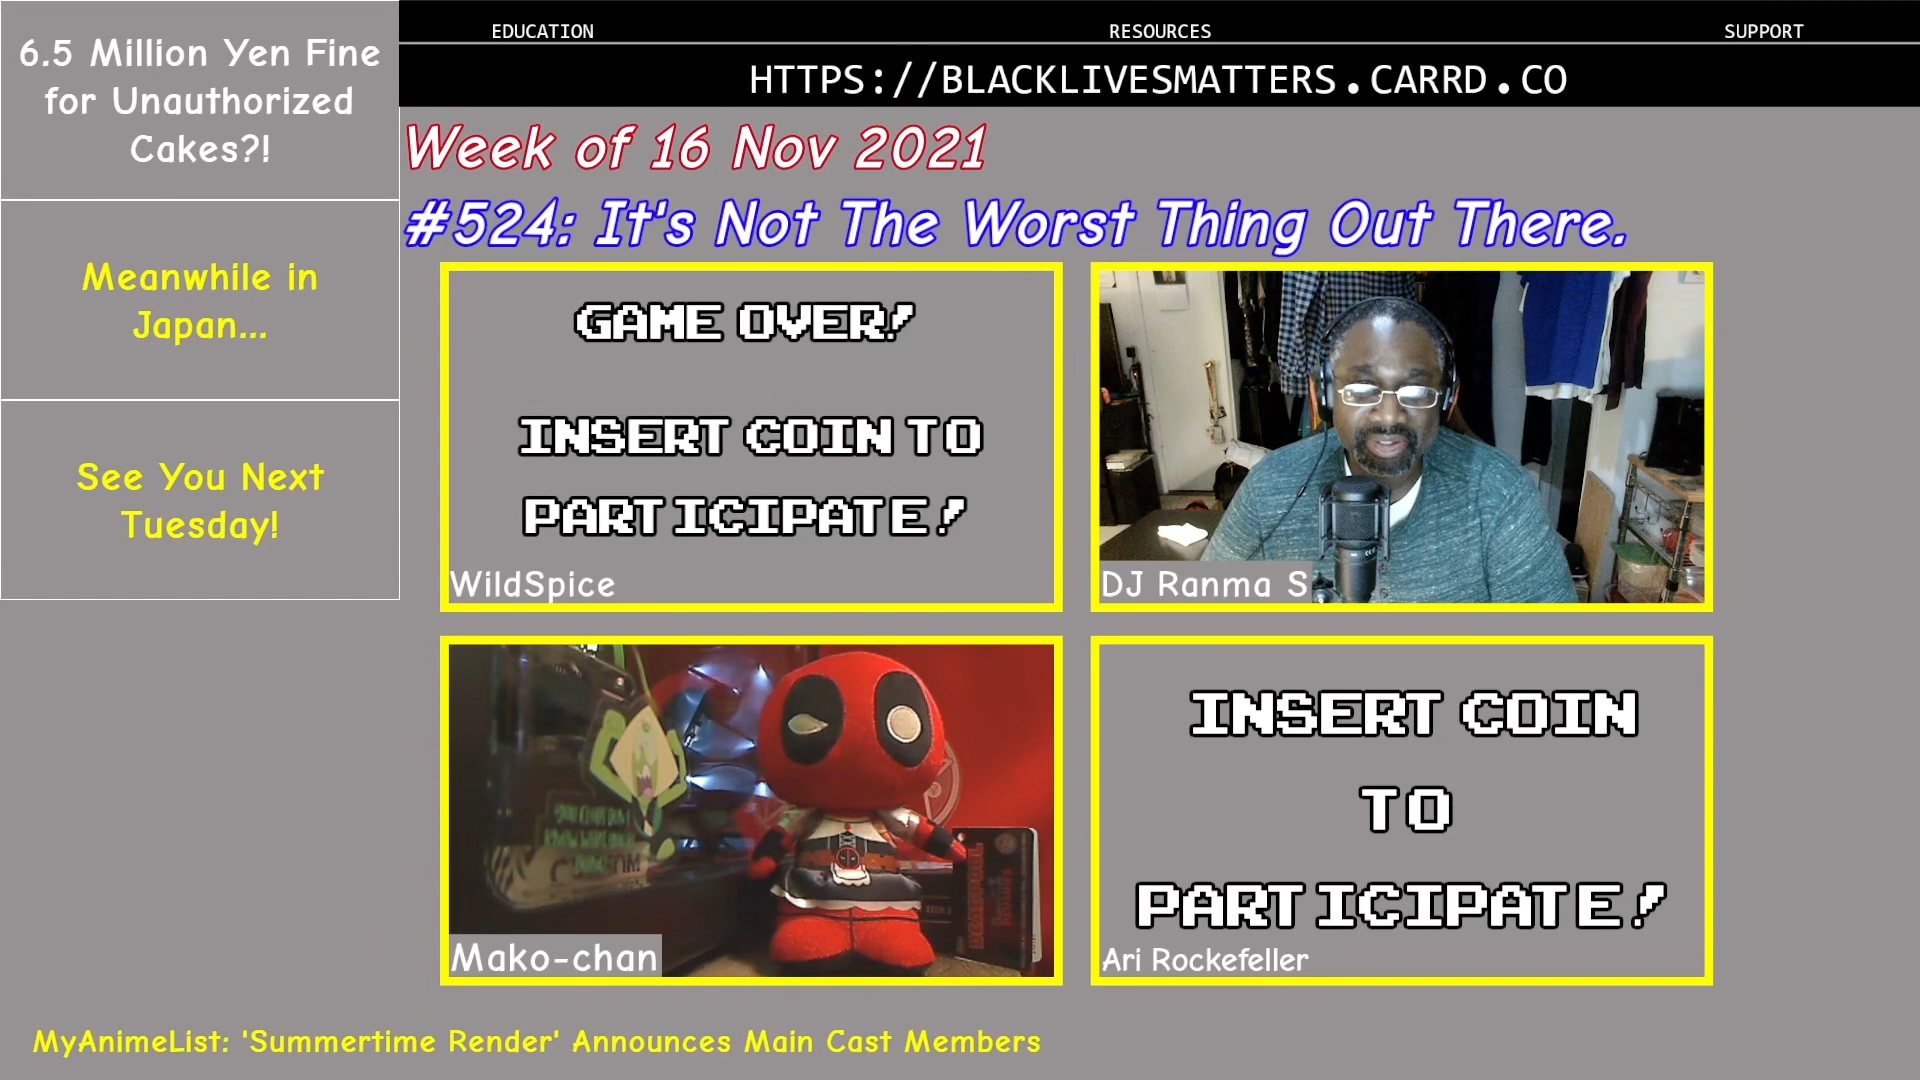 6.5 Million Yen Fine
for Unauthorized
Cakes?!
Meanwhile in
Japan...
See You Next
Tuesday!
EDUCATION
RESOURCES
SUPPORT
HTTPS://BLACKLIVESMATTERS.CARRD.CO
Week of 16 Nov 2021
#524: It's Not The Worst Thing Out There.
GAME OVER!
INSERT COIN TO
PARTICIPATE!
WildSpice
DJ Ranma S
DEADPOOL
Mako-chan
INSERT COIN
TO
PARTICIPATE!
Ari Rockefeller
MyAnimeList: 'Summertime Render' Announces Main Cast Members